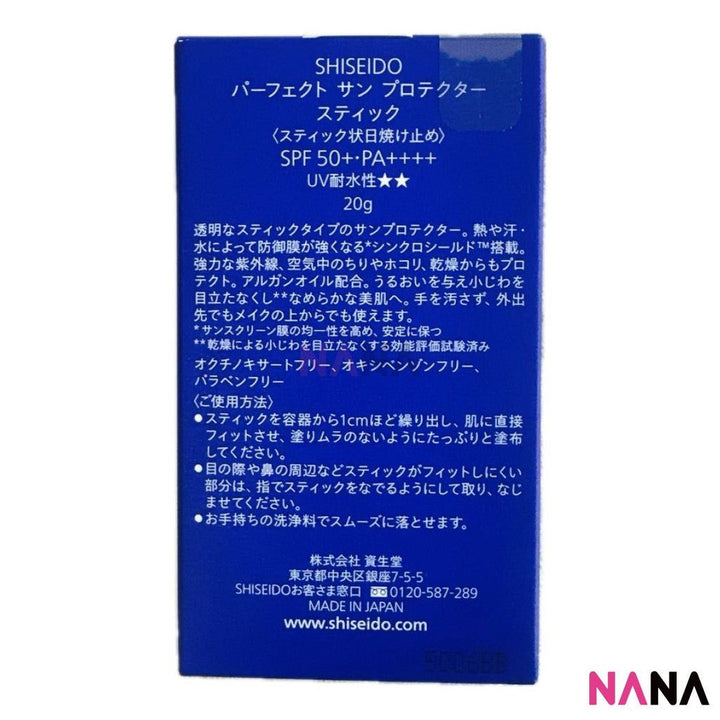 SHISEIDO
パーフェクト サン プロテクター
スティック
〈スティック状日焼け止め〉
SPF 50+・PA++++
UV耐水性★★
20g
透明なスティックタイプのサンプロテクター。熱や汗・
水によって防御膜が強くなる*シンクロシールド™搭載。
強力な紫外線、空気中のちりやホコリ、乾燥からもプロ
テクト。アルガンオイル配合。うるおいを与え小じわを
目立たなくし**なめらかな美肌へ。手を汚さず、外出
先でもメイクの上からでも使えます。
*サンスクリーン膜の均一性を高め、安定に保つ
**乾燥による小じわを目立たなくする効能評価試験済み
NANA
オクチノキサートフリー、オキシベンゾンフリー、
パラベンフリー
〈ご使用方法〉
●スティックを容器から1cmほど繰り出し、肌に直接
フィットさせ、塗りムラのないようにたっぷりと塗布
してください。
●目の際や鼻の周辺などスティックがフィットしにくい
部分は、指でスティックをなでるようにして取り、なじ
ませてください。
●お手持ちの洗浄料でスムーズに落とせます。
株式会社 資生堂
東京都中央区銀座7-5-5
SHISEIDOお客さま窓口 0120-587-289
MADE IN JAPAN
www.shiseido.com
NANA